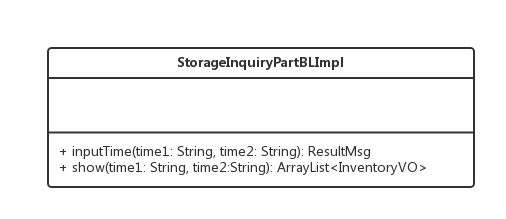 StorageInquiryPartBLImpl
+ inputTime(time1: String, time2: String): ResultMsg
+ show(time1: String, time2:String): ArrayList<InventoryVO>